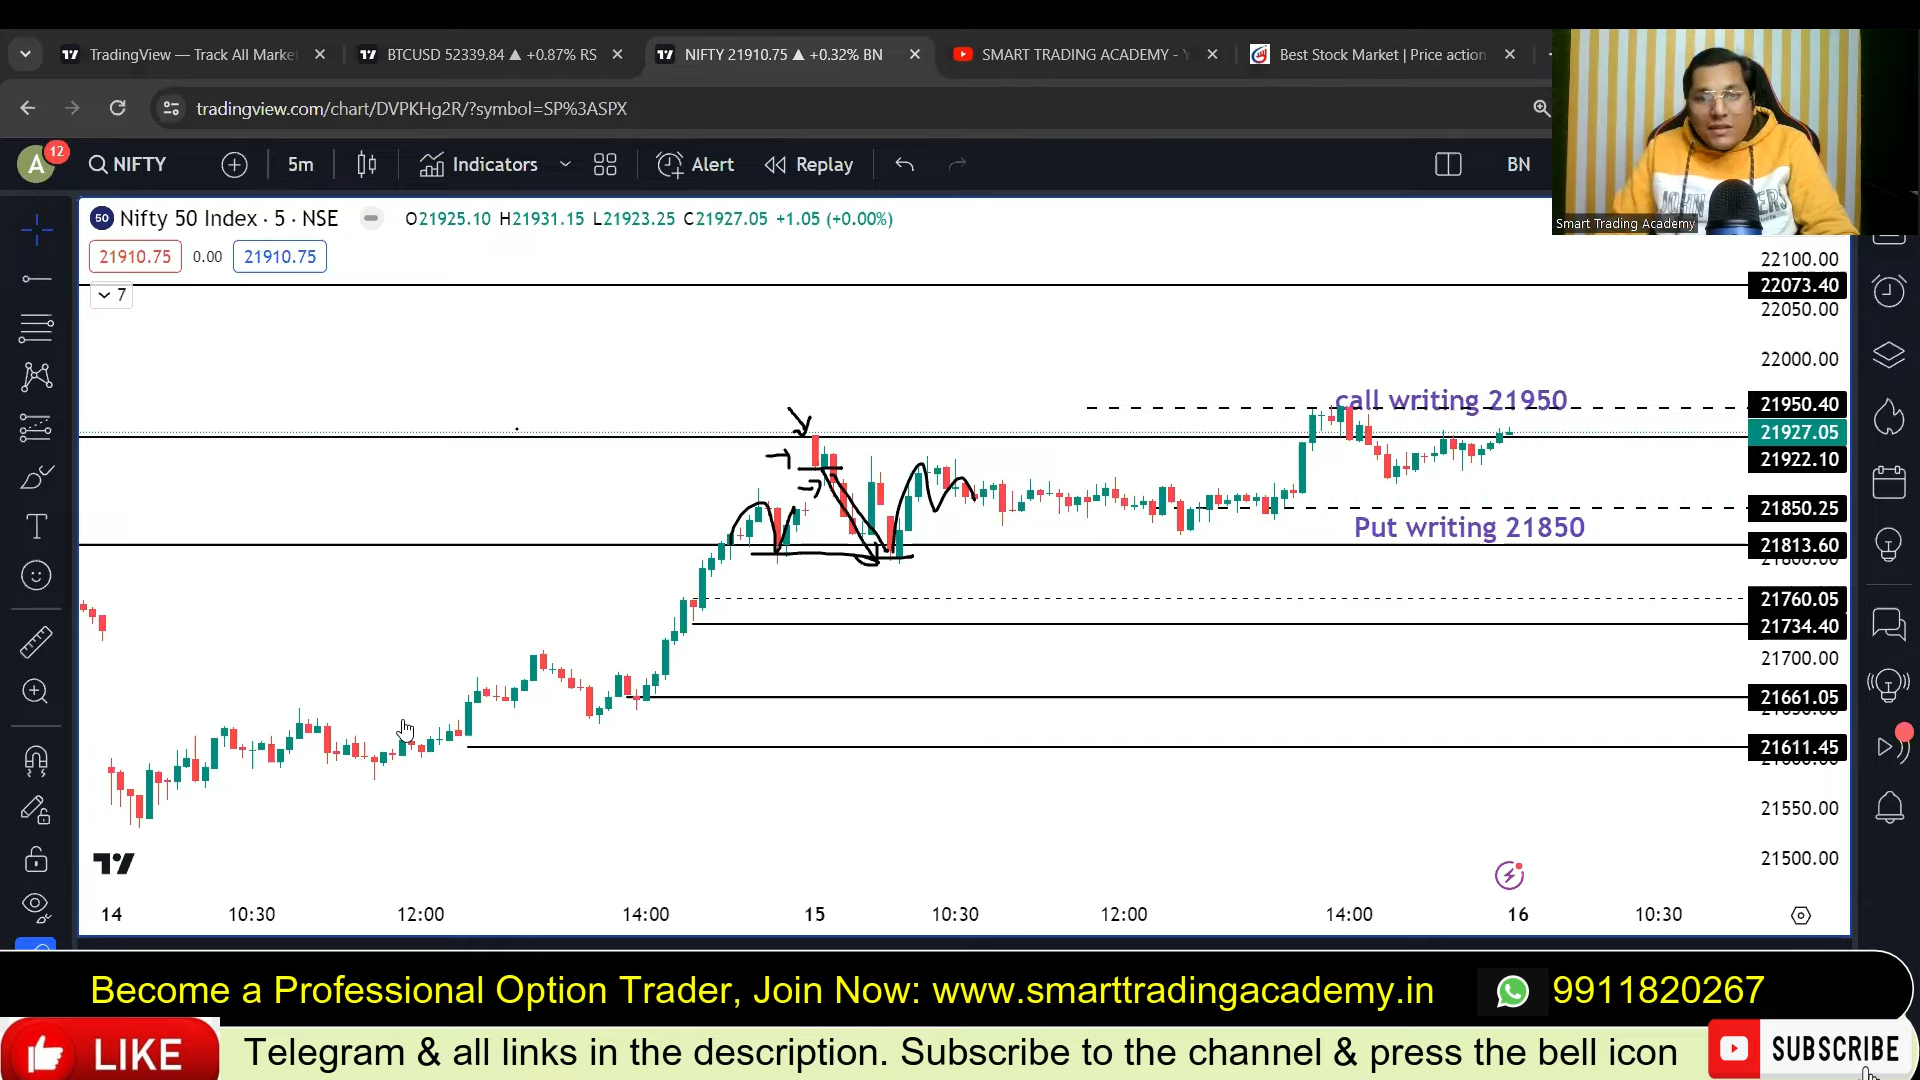 TradingView — Track All Market
BTCUSD 52339.84 ▲ +0.87% RS
NIFTY 21910.75 ▲ +0.32% BN
SMART TRADING ACADEMY - Y
Best Stock Market | Price action
tradingview.com/chart/DVPKHg2R/?symbol=SP%3ASPX
A 12
NIFTY
5m
Indicators
Alert
Replay
BN
Smart Trading Academy
50 Nifty 50 Index · 5 · NSE
O21925.10 H21931.15 L21923.25 C21927.05 +1.05 (+0.00%)
21910.75 0.00 21910.75
7
22100.00
22073.40
22050.00
22000.00
call writing 21950
21950.40
21927.05
21922.10
21850.25
Put writing 21850
21813.60
21760.05
21734.40
21700.00
21661.05
21611.45
21550.00
21500.00
14 10:30 12:00 14:00 15 10:30 12:00 14:00 16 10:30
Become a Professional Option Trader, Join Now: www.smarttradingacademy.in 9911820267
LIKE
Telegram & all links in the description. Subscribe to the channel & press the bell icon
SUBSCRIBE